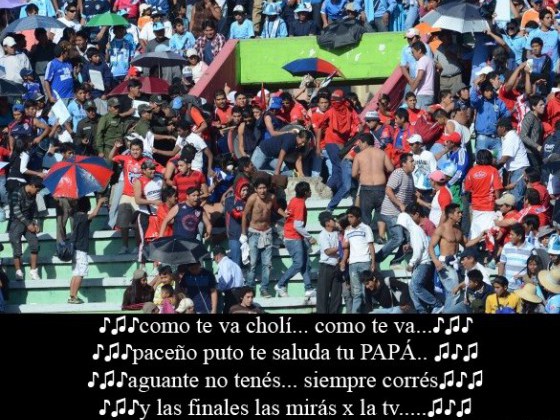 ♪♫♪como te va cholí... como te va...♪♫♪
♪♫♪paceño puto te saluda tu PAPÁ.. ♫♪♫♪
♪♫♪aguante no tenés... siempre corrés♫♪♫♪
♪♫♪y las finales las mirás x la tv.....♫♪♫♪